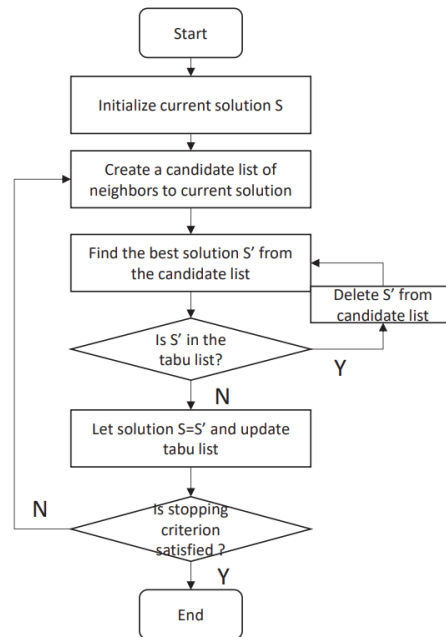 Start
Initialize current solution S
Create a candidate list of
neighbors to current solution
Find the best solution S’ from
the candidate list
Delete S’ from
candidate list
Is S’ in the
tabu list?
Y
N
Let solution S=S’ and update
tabu list
N
Is stopping
criterion
satisfied ?
Y
End